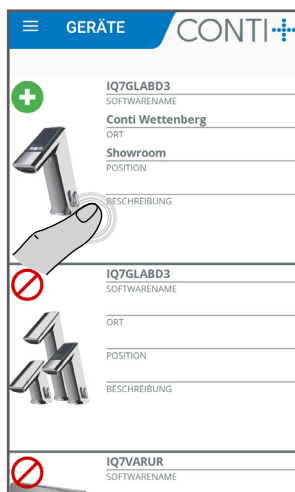 GERÄTE
CONTI+
IQ7GLABD3
SOFTWARENAME
Conti Wettenberg
ORT
Showroom
POSITION
BESCHREIBUNG
IQ7GLABD3
SOFTWARENAME
ORT
POSITION
BESCHREIBUNG
IQ7VARUR
SOFTWARENAME